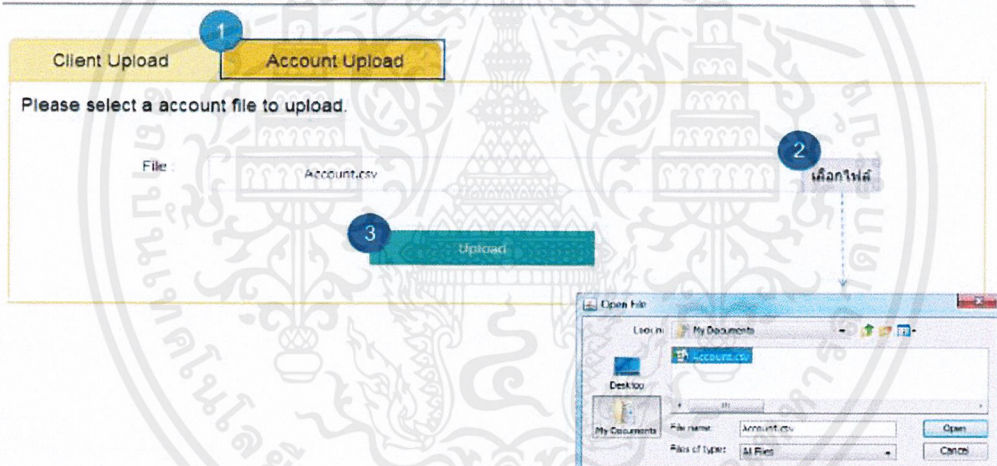 1
Client Upload Account Upload
Please select a account file to upload.
2
File : Account.csv เลือกไฟล์
3
Upload
Open File
Look in: My Documents
Account.csv
Desktop
My Documents
File name: Account.csv Open
Files of type: All Files Cancel